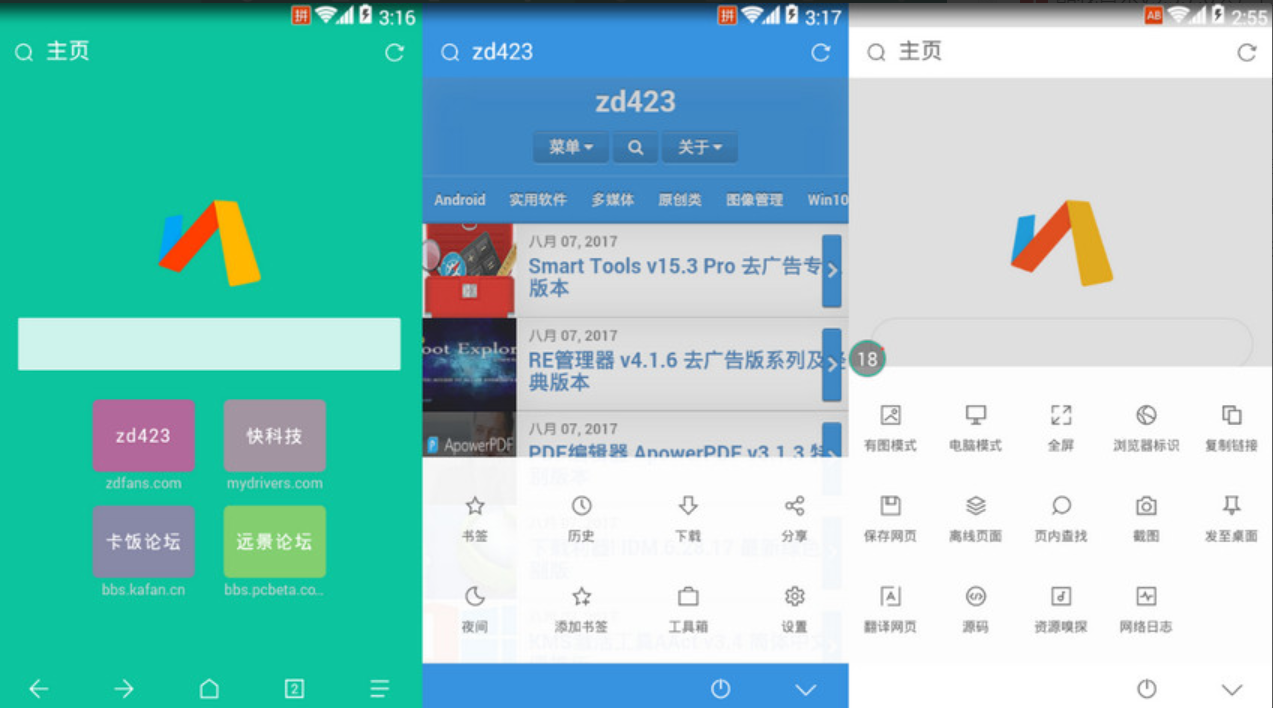 拼 3:16
主页
zd423
快科技
zdfans.com
mydrivers.com
卡饭论坛
远景论坛
bbs.kafan.cn
bbs.pcbeta.co...
2
拼 3:17
zd423
zd423
菜单
关于
Android 实用软件 多媒体 原创类 图像管理 Win10
八月 07, 2017
Smart Tools v15.3 Pro 去广告专
版本
oot Explor
八月 07, 2017
RE管理器 v4.1.6 去广告版系列及经
典版本
ApowerPDF
八月 07, 2017
PDF编辑器 ApowerPDF v3.1.3 特
别版本
书签 历史 下载 分享
夜间 添加书签 工具箱 设置
AB 2:55
主页
18
有图模式 电脑模式 全屏 浏览器标识 复制链接
保存网页 离线页面 页内查找 截图 发至桌面
翻译网页 源码 资源嗅探 网络日志